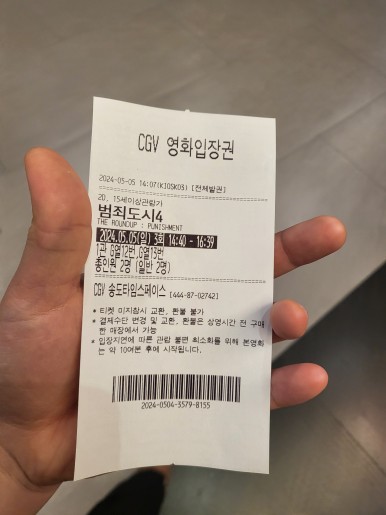 CGV 영화입장권
2024-05-05 14:07(KIOSK03) [전체발권]
2D, 15세이상관람가
범죄도시4
THE ROUNDUP : PUNISHMENT
2024.05.05(일) 3회 14:40 ~ 16:39
1관 G열12번,G열13번
총인원 2명 (일반 2명)
CGV 송도타임스페이스 [444-87-02742]
* 티켓 미지참시 교환, 환불 불가
* 결제수단 변경 및 교환, 환불은 상영시간 전 구매
한 매장에서 가능
* 입장지연에 따른 관람 불편 최소화를 위해 본영화
는 약 10여분 후에 시작됩니다.
2024-0504-3579-8155